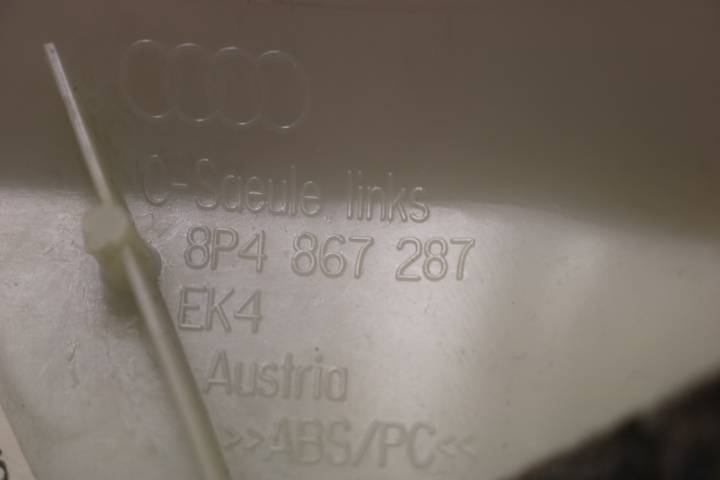 C-Saeule links
8P4 867 287
EK4
Austria
>>ABS/PC<<